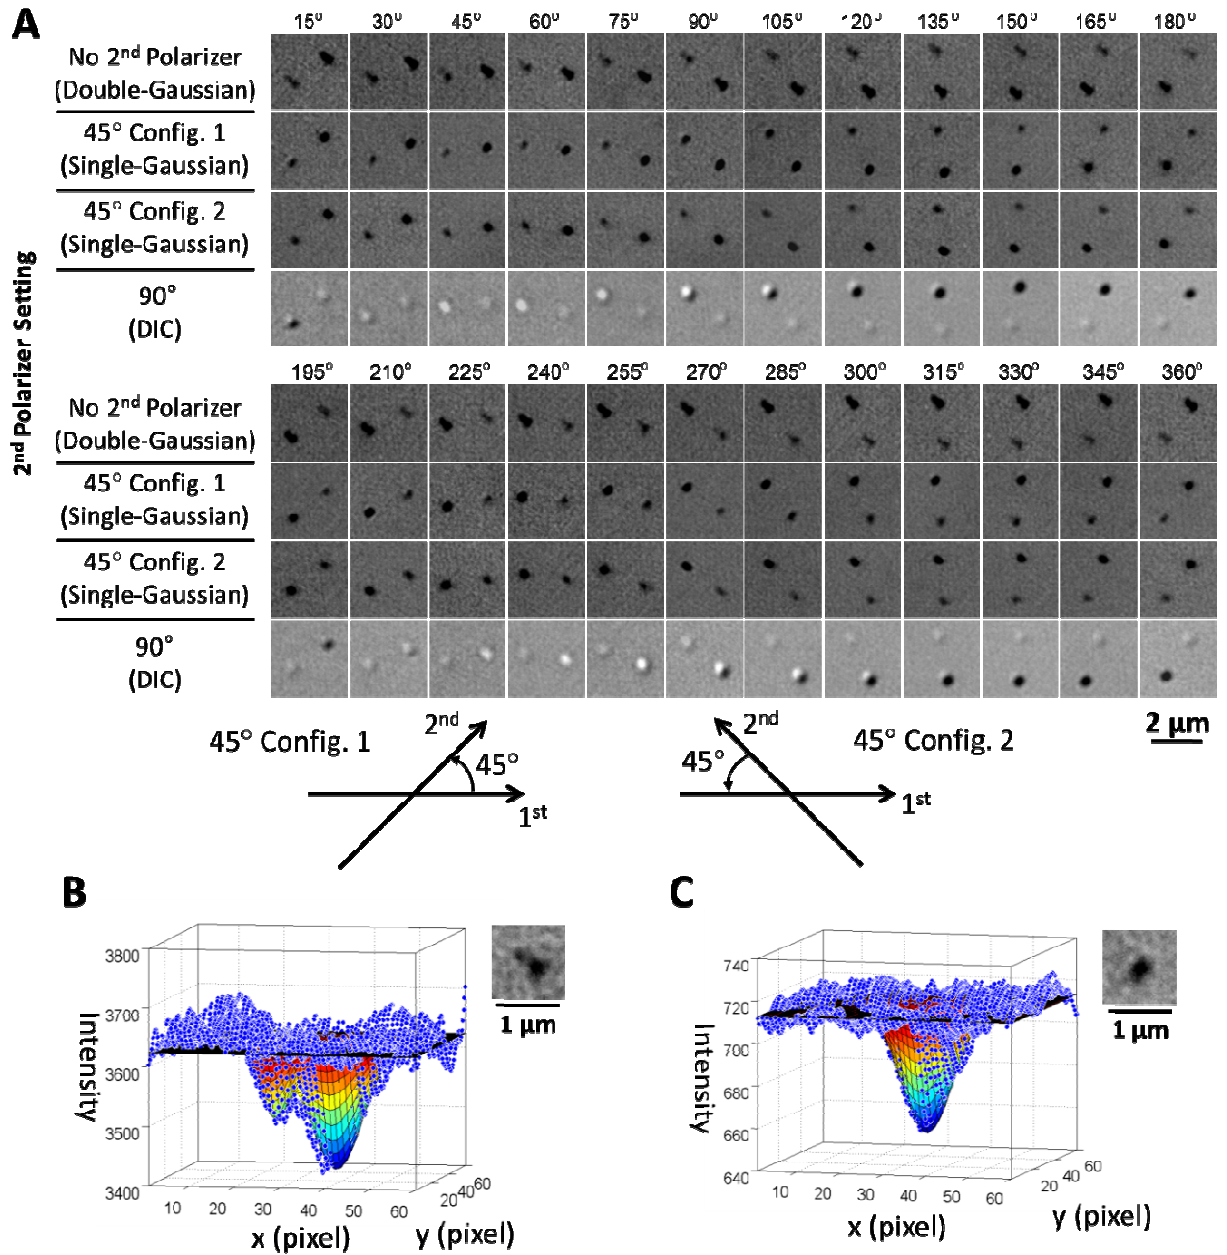 A
15° 30° 45° 60° 75° 90° 105° 120° 135° 150° 165° 180°
No 2nd Polarizer
(Double-Gaussian)
45° Config. 1
(Single-Gaussian)
45° Config. 2
(Single-Gaussian)
90°
(DIC)
2nd Polarizer Setting
195° 210° 225° 240° 255° 270° 285° 300° 315° 330° 345° 360°
No 2nd Polarizer
(Double-Gaussian)
45° Config. 1
(Single-Gaussian)
45° Config. 2
(Single-Gaussian)
90°
(DIC)
2 µm
45° Config. 1
2nd
45°
1st
2nd
45° Config. 2
45°
1st
B
3800
3700
3600
3500
3400
Intensity
10 20 30 40 50 60
x (pixel)
20 40 60
y (pixel)
1 µm
C
740
720
700
680
660
640
Intensity
10 20 30 40 50 60
x (pixel)
20 40 60
y (pixel)
1 µm